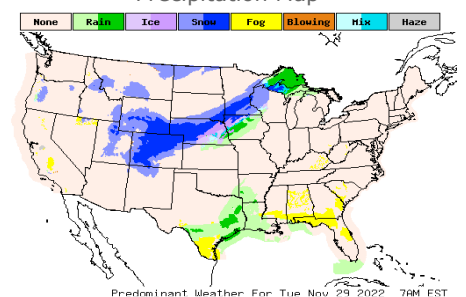 Precipitation Map
None Rain Ice Snow Fog Blowing Mix Haze
Predominant Weather For Tue Nov 29 2022 7AM EST